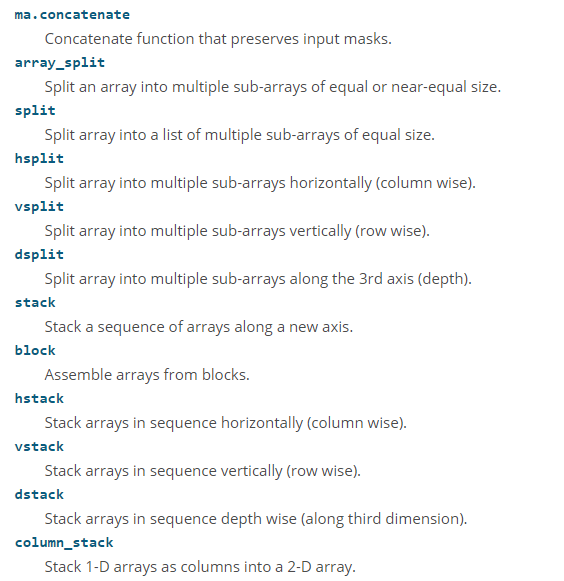 ma.concatenate
Concatenate function that preserves input masks.
array_split
Split an array into multiple sub-arrays of equal or near-equal size.
split
Split array into a list of multiple sub-arrays of equal size.
hsplit
Split array into multiple sub-arrays horizontally (column wise).
vsplit
Split array into multiple sub-arrays vertically (row wise).
dsplit
Split array into multiple sub-arrays along the 3rd axis (depth).
stack
Stack a sequence of arrays along a new axis.
block
Assemble arrays from blocks.
hstack
Stack arrays in sequence horizontally (column wise).
vstack
Stack arrays in sequence vertically (row wise).
dstack
Stack arrays in sequence depth wise (along third dimension).
column_stack
Stack 1-D arrays as columns into a 2-D array.